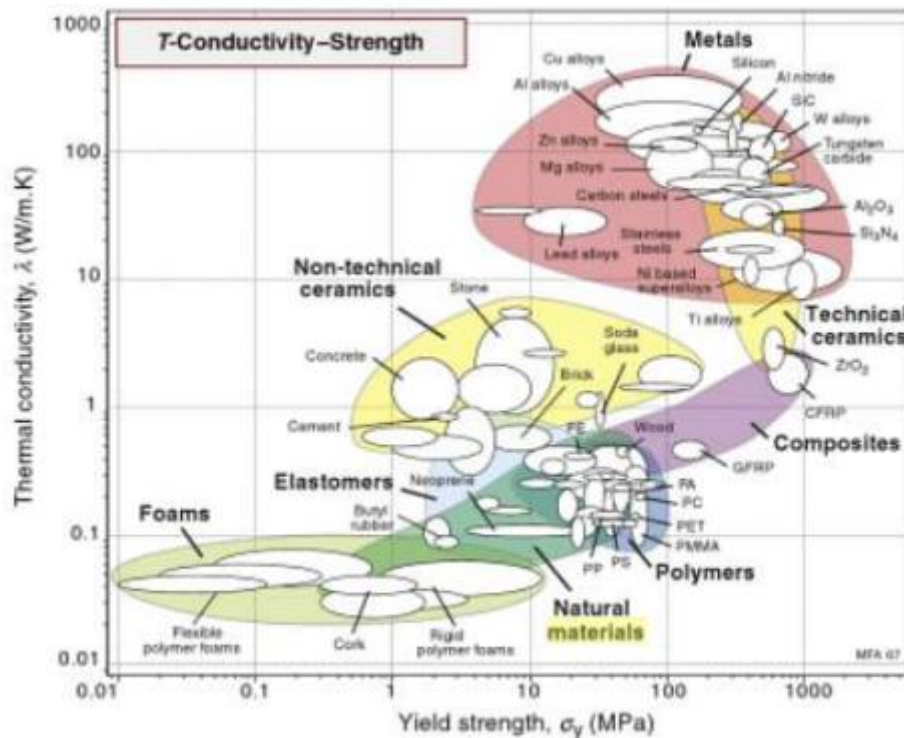 1000
T-Conductivity–Strength
Metals
Cu alloys
Silicon
Al alloys
Al nitride
SiC
W alloys
100
Zn alloys
Tungsten
carbide
Mg alloys
Carbon steels
Al₂O₃
Stainless
steels
Si₃N₄
Lead alloys
Non-technical
ceramics
Ni based
superalloys
10
Stone
Ti alloys
Technical
ceramics
Soda
glass
Concrete
Brick
ZrO₂
1
CFRP
Cement
PE
Wood
Composites
GFRP
Elastomers
Neoprene
PA
Foams
Butyl
rubber
PC
PET
0.1
PMMA
PP
PS
Polymers
Natural
materials
Flexible
polymer foams
Cork
Rigid
polymer foams
MFA 07
0.01
0.01
0.1
1
10
100
1000
Thermal conductivity, λ (W/m.K)
Yield strength, σy (MPa)